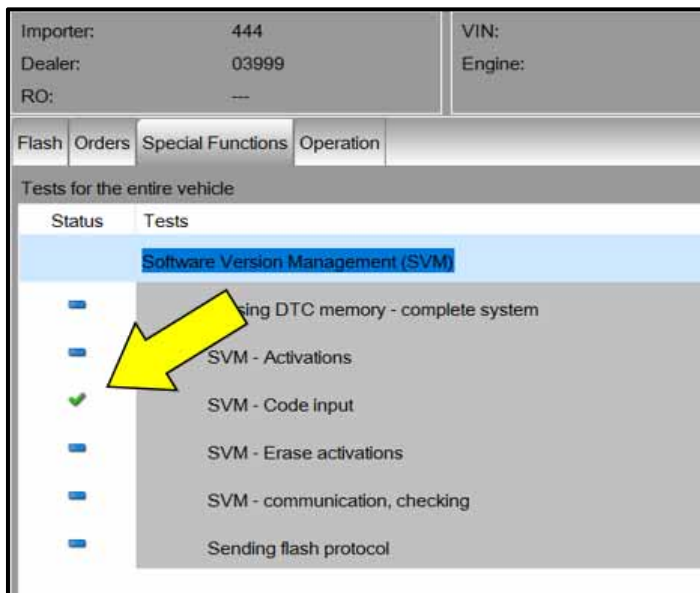 Importer: 444 VIN:
Dealer: 03999 Engine:
RO: ---
Flash Orders Special Functions Operation
Tests for the entire vehicle
Status Tests
Software Version Management (SVM)
DTC memory - complete system
SVM - Activations
SVM - Code input
SVM - Erase activations
SVM - communication, checking
Sending flash protocol